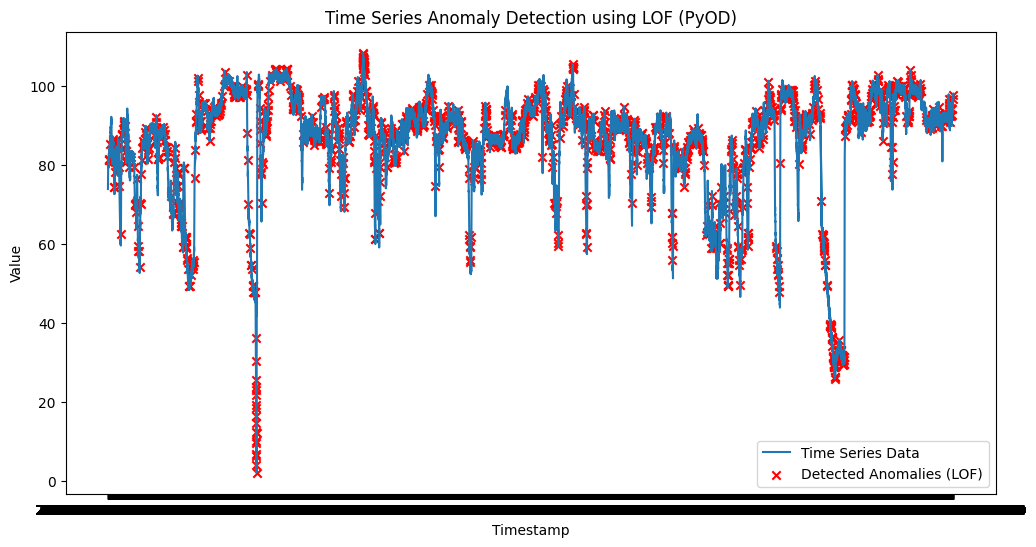 Time Series Anomaly Detection using LOF (PyOD)
Value
100
80
60
40
20
0
Time Series Data
Detected Anomalies (LOF)
Timestamp